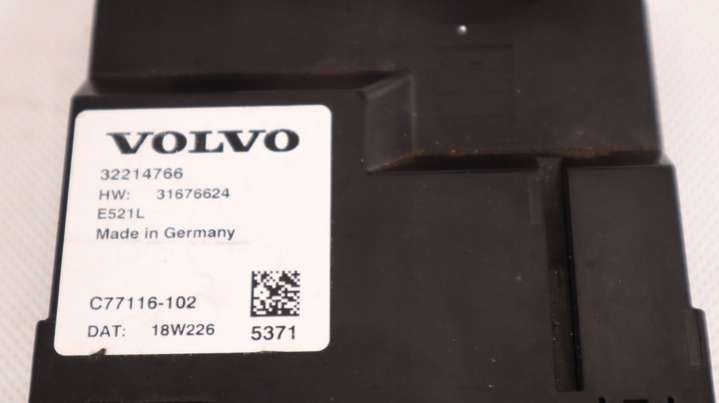 VOLVO
32214766
HW: 31676624
E521L
Made in Germany
C77116-102
DAT: 18W226 5371